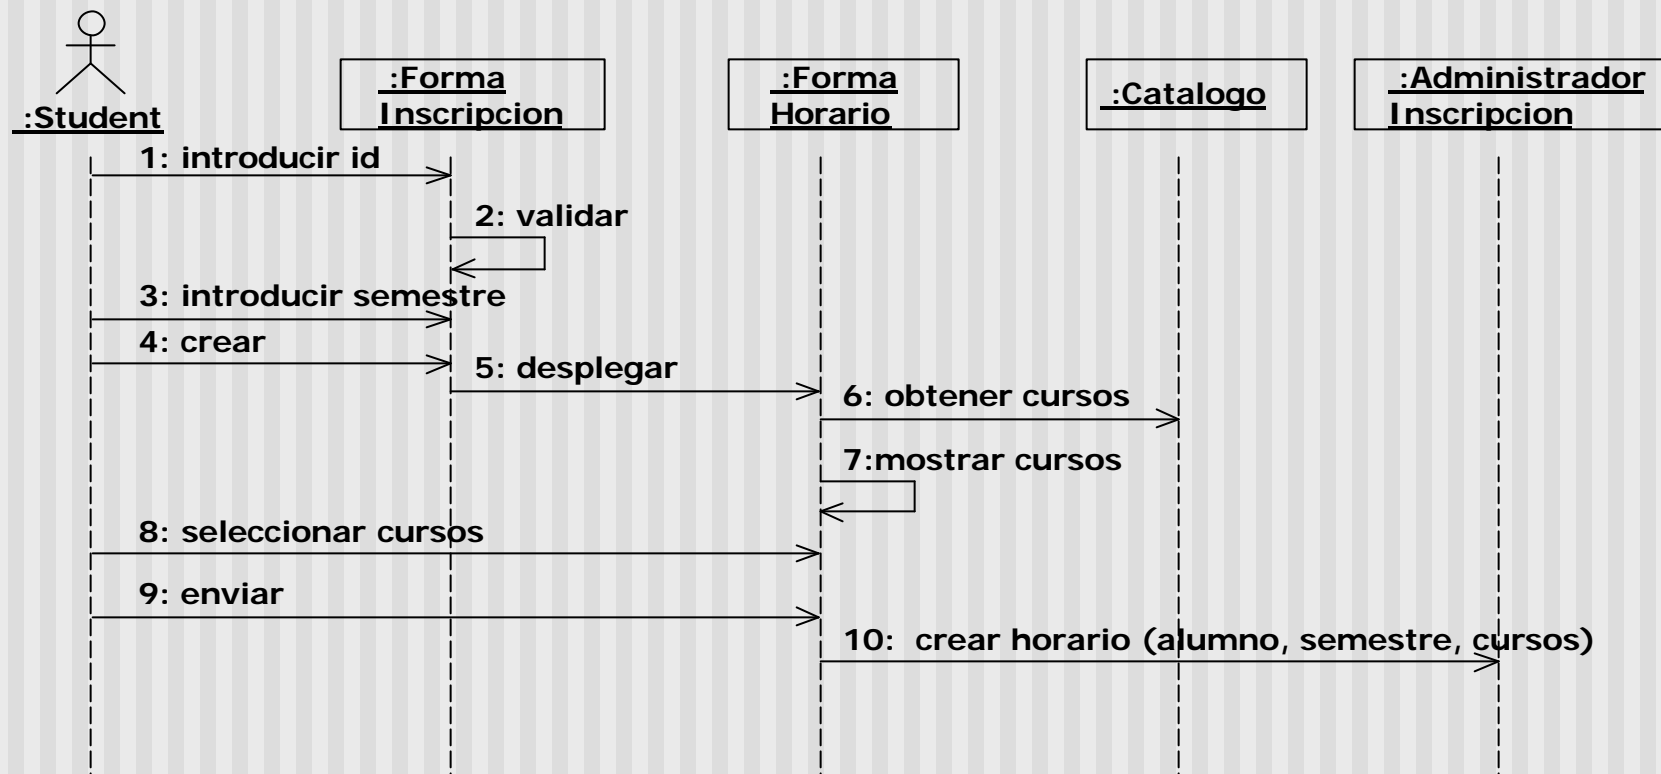 :Student
:Forma
Inscripcion
:Forma
Horario
:Catalogo
:Administrador
Inscripcion
1: introducir id
2: validar
3: introducir semestre
4: crear
5: desplegar
6: obtener cursos
7:mostrar cursos
8: seleccionar cursos
9: enviar
10: crear horario (alumno, semestre, cursos)